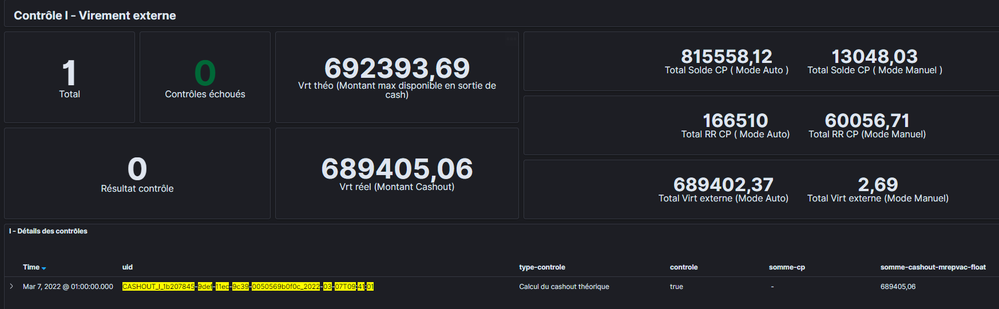 Contrôle I - Virement externe
1
Total
0
Contrôles échoués
692393,69
Vrt théo (Montant max disponible en sortie de
cash)
815558,12
Total Solde CP ( Mode Auto )
13048,03
Total Solde CP ( Mode Manuel )
166510
Total RR CP ( Mode Auto)
60056,71
Total RR CP (Mode Manuel)
0
Résultat contrôle
689405,06
Vrt réel (Montant Cashout)
689402,37
Total Virt externe (Mode Auto)
2,69
Total Virt externe (Mode Manuel)
I - Détails des contrôles
Time uid type-controle controle somme-cp somme-cashout-mrepvac-float
Mar 7, 2022 @ 01:00:00.000 CASHOUT_I_1b207845-9def-11ec-9c39-0050569b0f0c_2022-03-07T09:41:01 Calcul du cashout théorique true - 689405,06